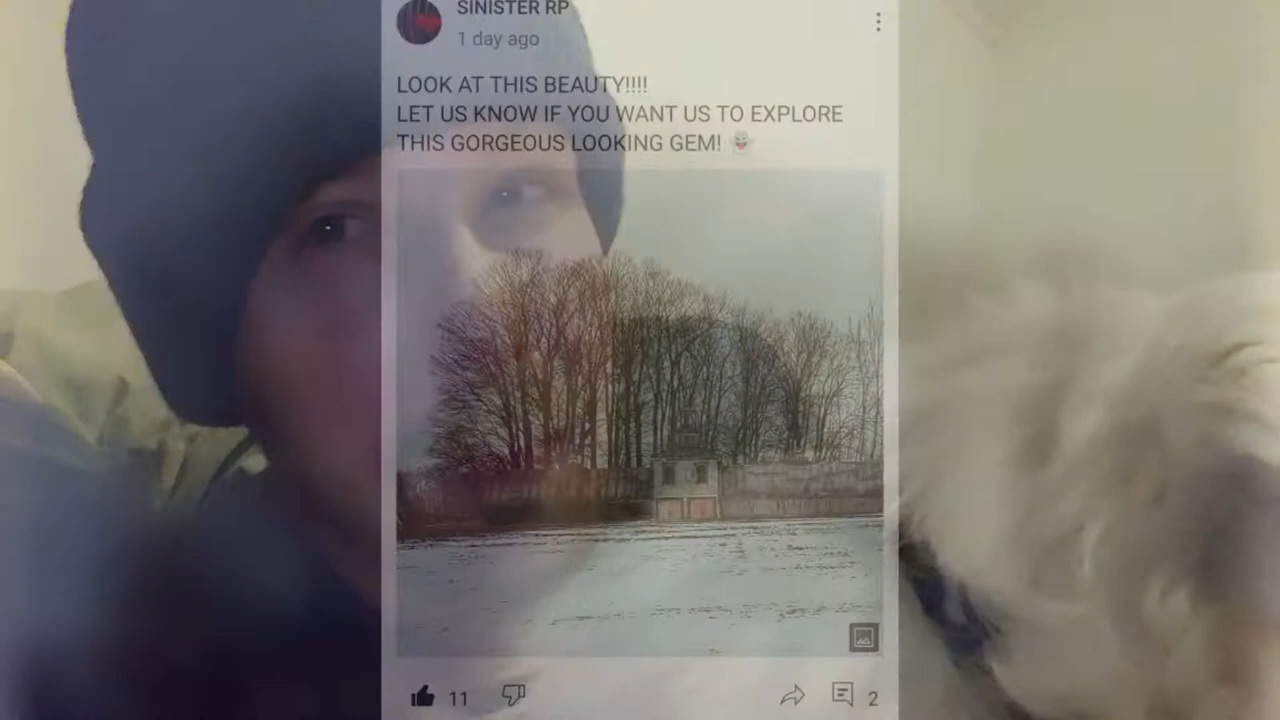 SINISTER RP
1 day ago
LOOK AT THIS BEAUTY!!!!
LET US KNOW IF YOU WANT US TO EXPLORE
THIS GORGEOUS LOOKING GEM! 👻
11
2